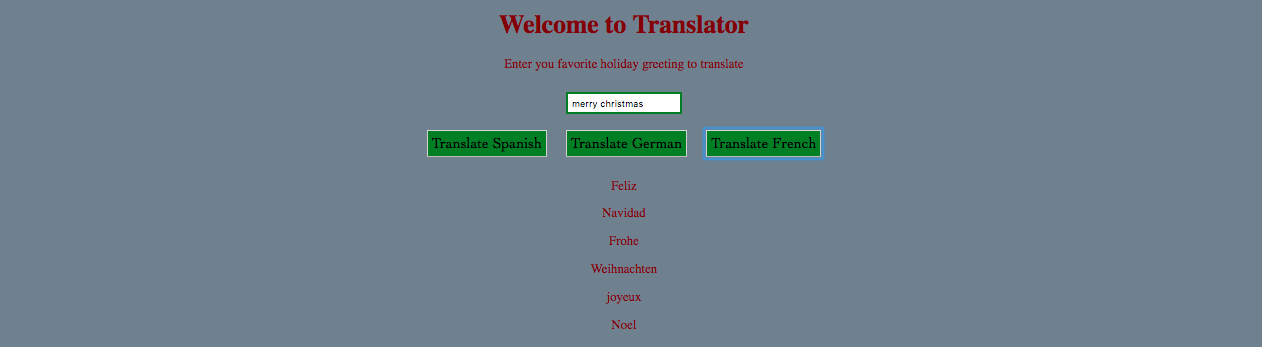 Welcome to Translator
Enter you favorite holiday greeting to translate
merry christmas
Translate Spanish Translate German Translate French
Feliz
Navidad
Frohe
Weihnachten
joyeux
Noel